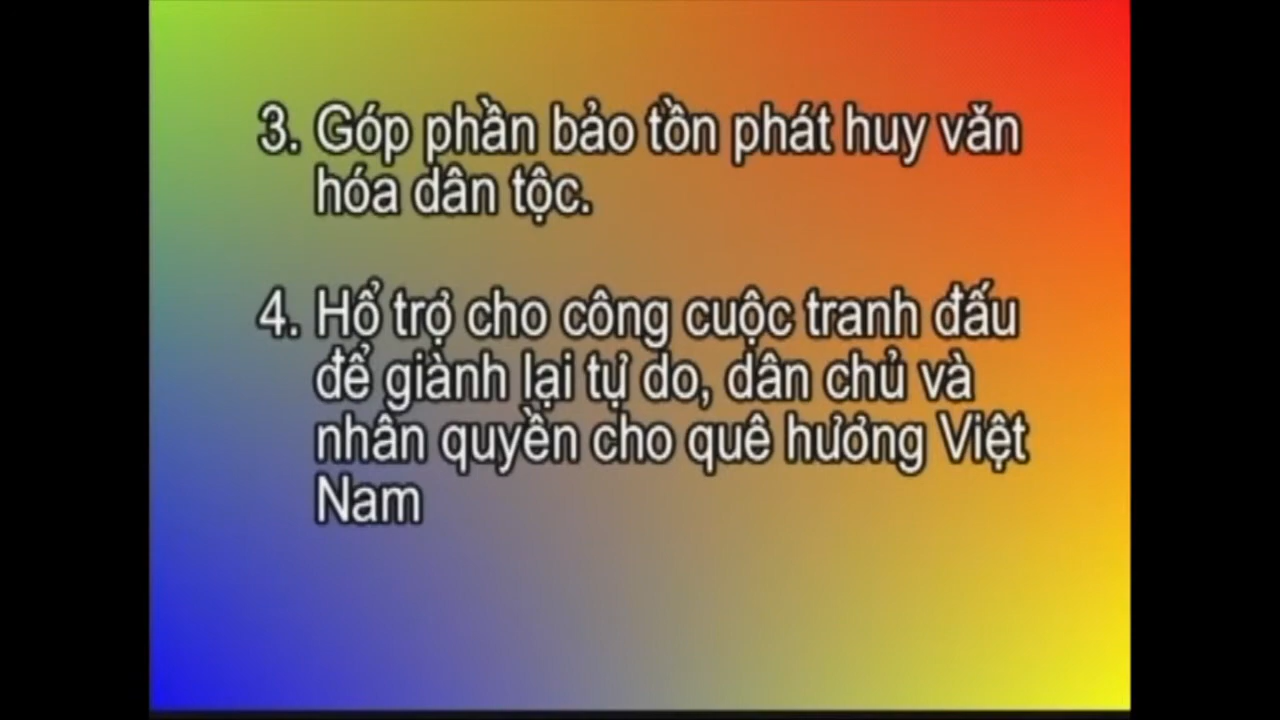 3. Góp phần bảo tồn phát huy văn
hóa dân tộc.
4. Hổ trợ cho công cuộc tranh đấu
để giành lại tự do, dân chủ và
nhân quyền cho quê hương Việt
Nam